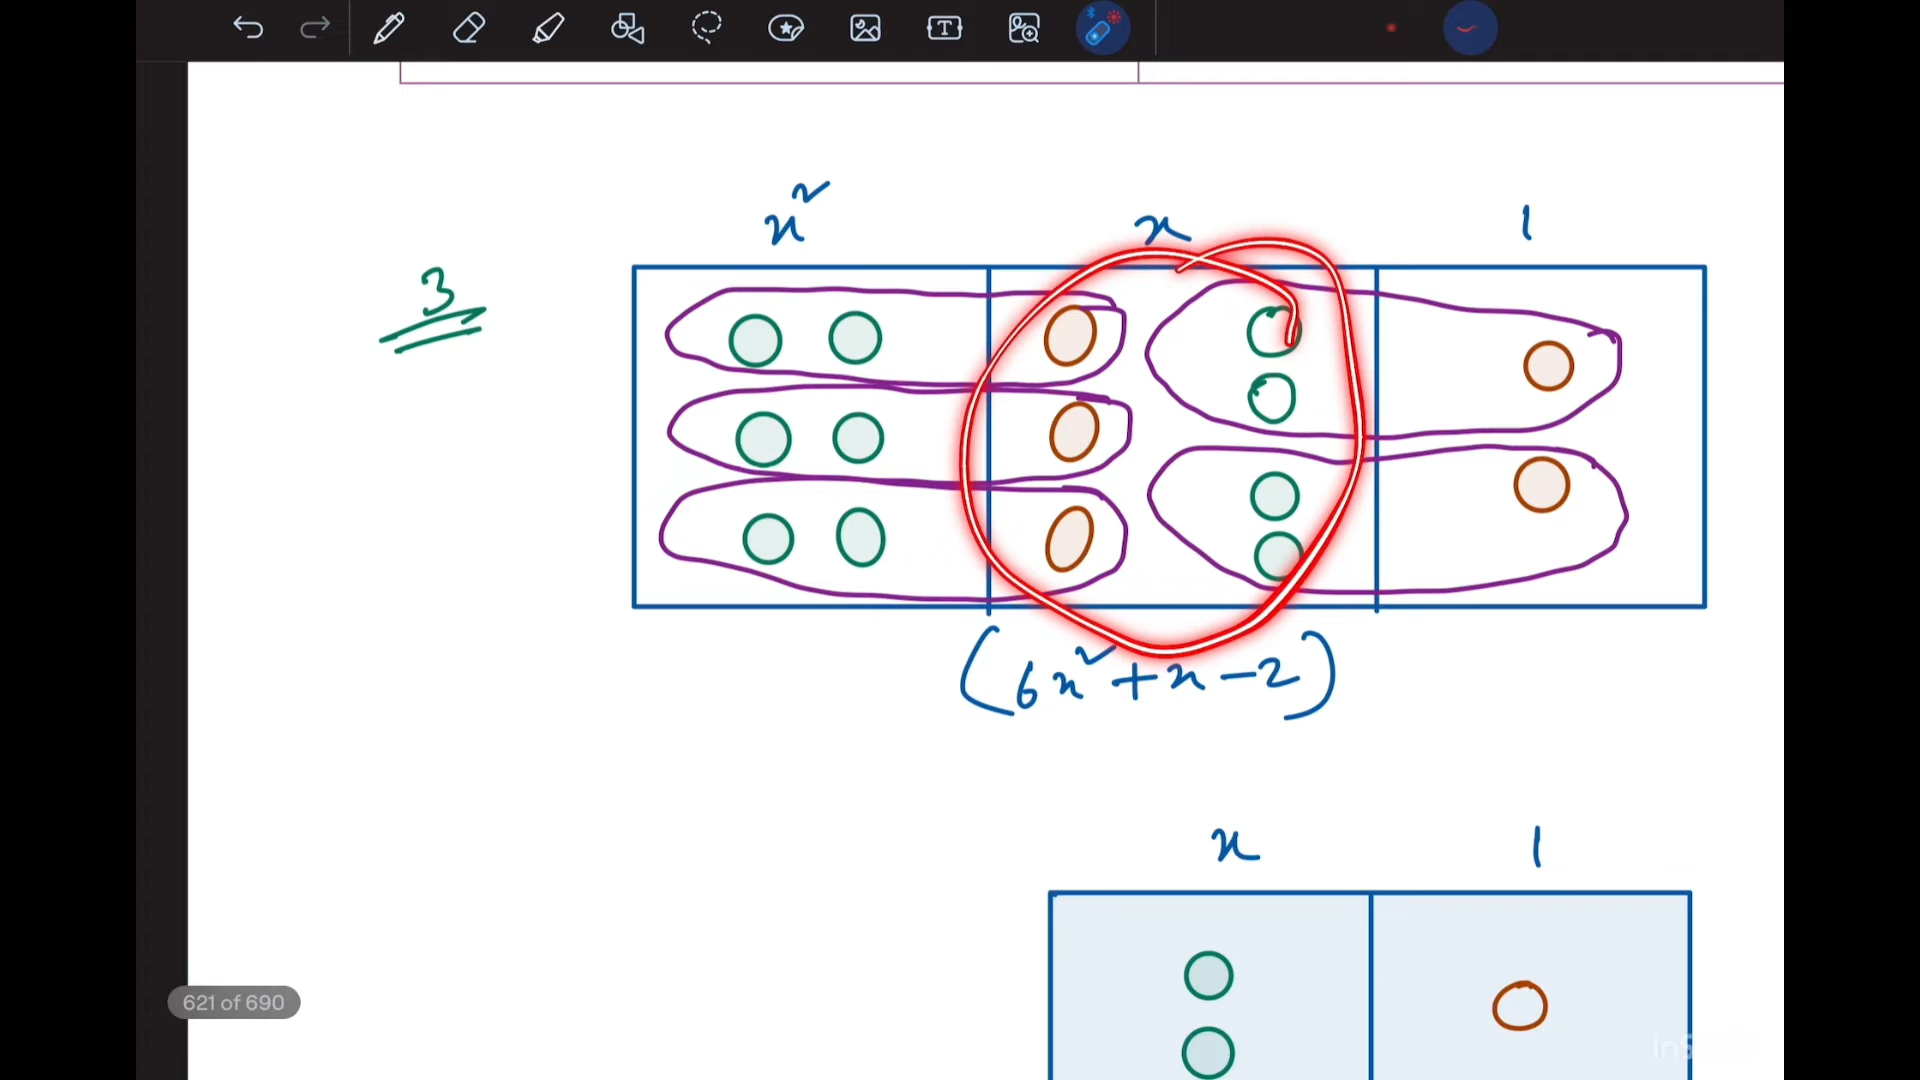 x² x 1
3
(6x²+x-2)
x 1
621 of 690